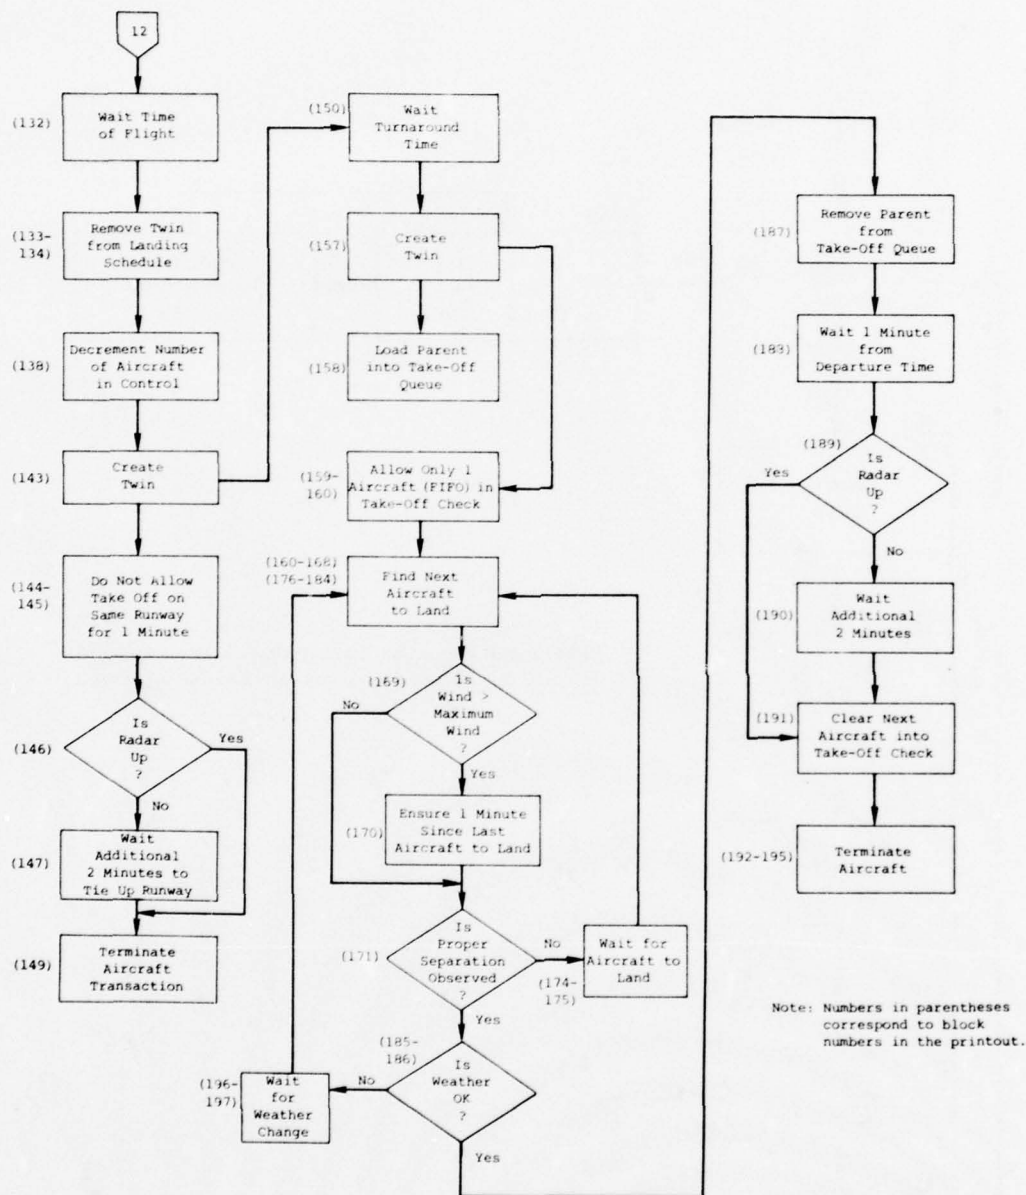 12
(132)
Wait Time
of Flight
(133-
134)
Remove Twin
from Landing
Schedule
(138)
Decrement Number
of Aircraft
in Control
(143)
Create
Twin
(144-
145)
Do Not Allow
Take Off on
Same Runway
for 1 Minute
(146)
Is
Radar
Up
?
Yes
No
(147)
Wait
Additional
2 Minutes to
Tie Up Runway
(149)
Terminate
Aircraft
Transaction
(150)
Wait
Turnaround
Time
(157)
Create
Twin
(158)
Load Parent
into Take-Off
Queue
(159-
160)
Allow Only 1
Aircraft (FIFO) in
Take-Off Check
(160-168)
(176-184)
Find Next
Aircraft
to Land
(169)
Is
Wind >
Maximum
Wind
?
No
Yes
(170)
Ensure 1 Minute
Since Last
Aircraft to Land
(171)
Is
Proper
Separation
Observed
?
No
(174-
175)
Wait for
Aircraft to
Land
Yes
(185-
186)
Is
Weather
OK
?
No
(196-
197)
Wait
for
Weather
Change
Yes
(187)
Remove Parent
from
Take-Off Queue
(183)
Wait 1 Minute
from
Departure Time
(189)
Is
Radar
Up
?
Yes
No
(190)
Wait
Additional
2 Minutes
(191)
Clear Next
Aircraft into
Take-Off Check
(192-195)
Terminate
Aircraft
Note: Numbers in parentheses
correspond to block
numbers in the printout.